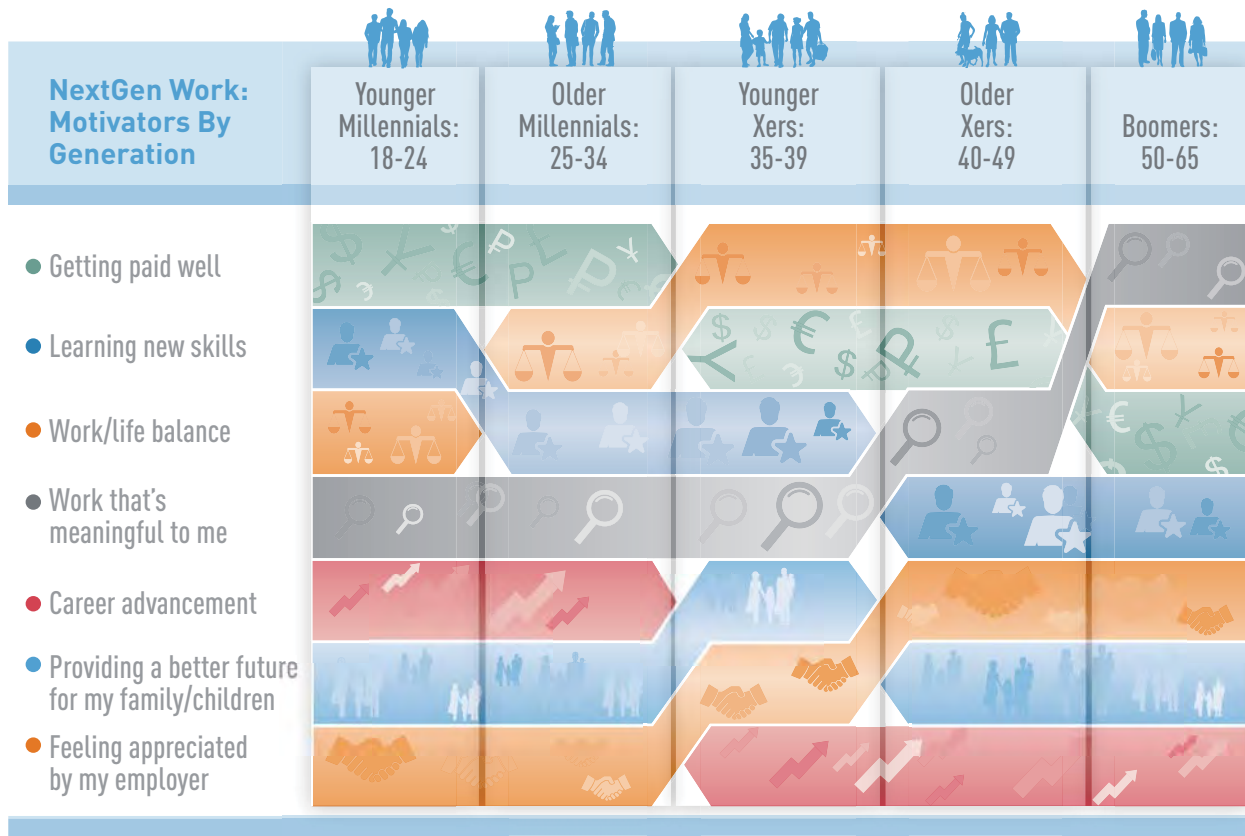 NextGen Work:
Motivators By
Generation
Younger
Millennials:
18-24
Older
Millennials:
25-34
Younger
Xers:
35-39
Older
Xers:
40-49
Boomers:
50-65
Getting paid well
Learning new skills
Work/life balance
Work that's
meaningful to me
Career advancement
Providing a better future
for my family/children
Feeling appreciated
by my employer